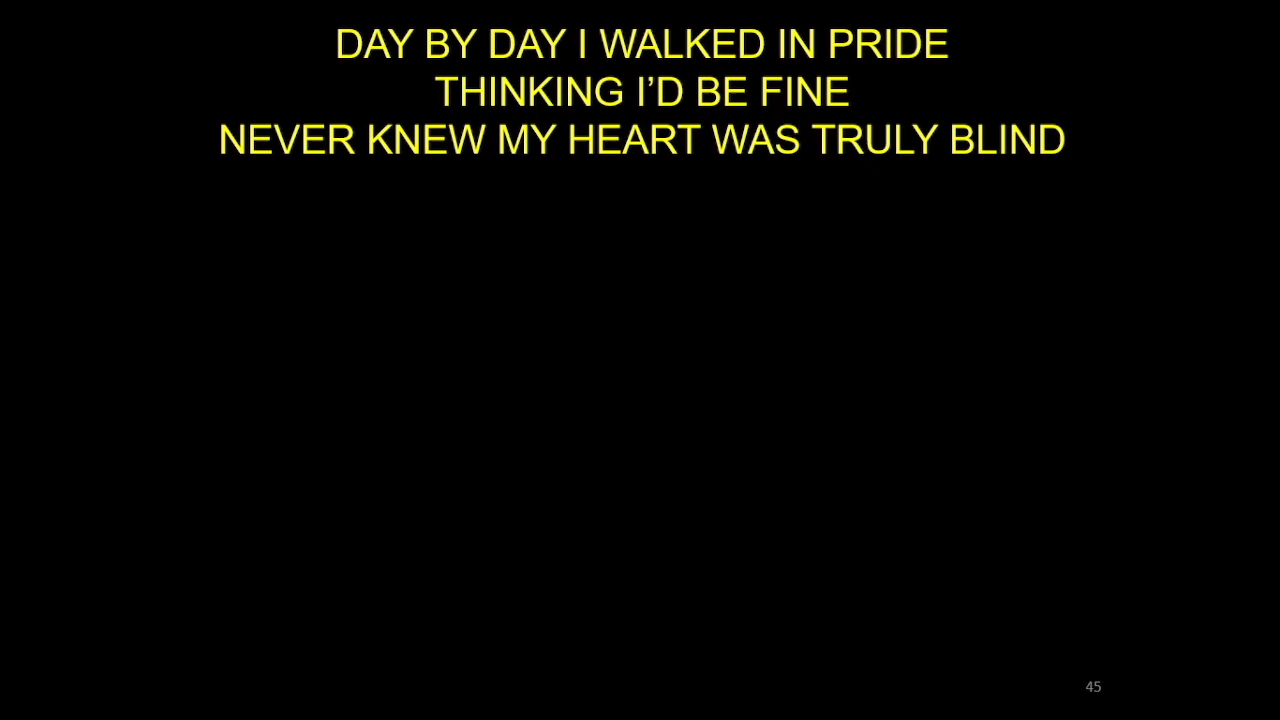 DAY BY DAY I WALKED IN PRIDE
THINKING I’D BE FINE
NEVER KNEW MY HEART WAS TRULY BLIND
45